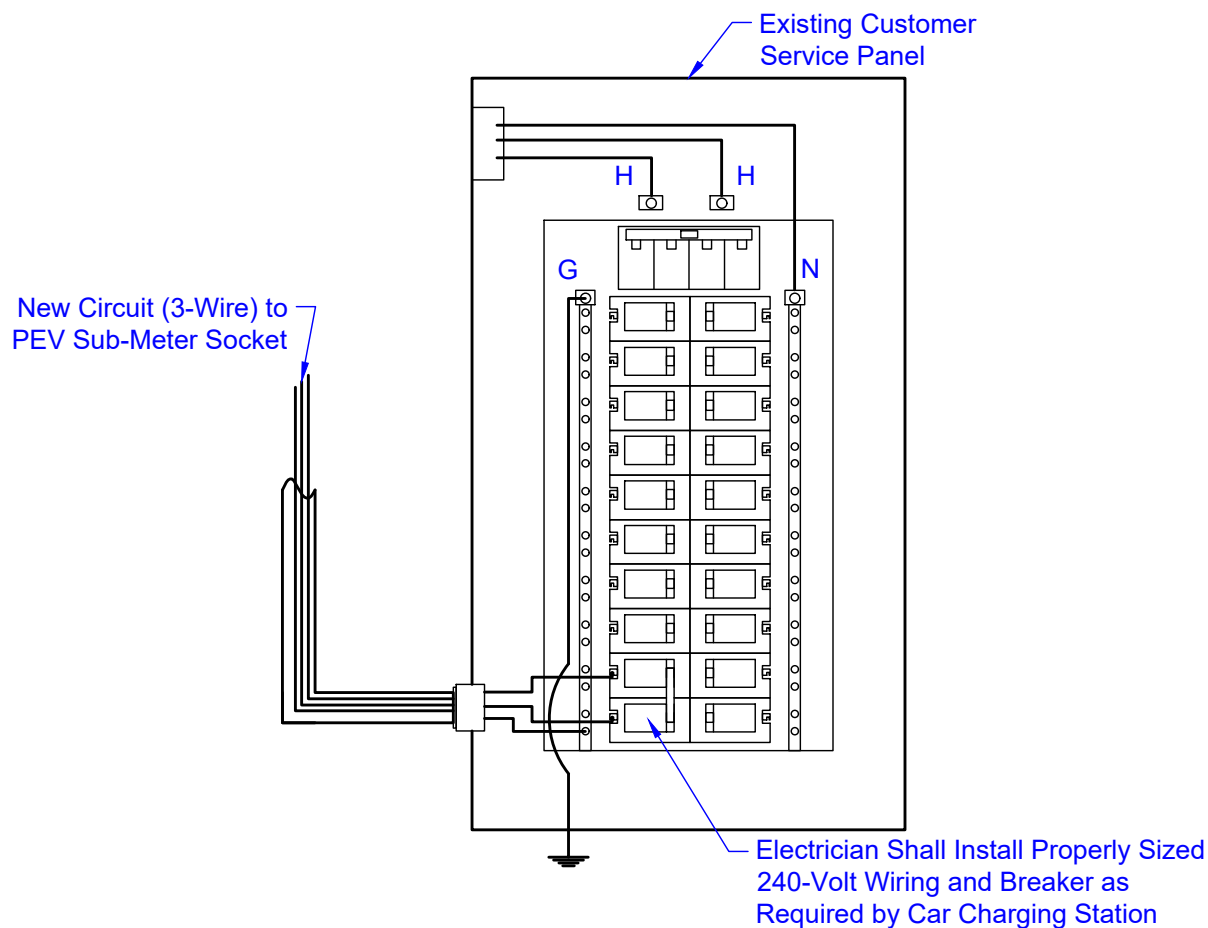 Existing Customer
Service Panel
H H
G N
New Circuit (3-Wire) to
PEV Sub-Meter Socket
Electrician Shall Install Properly Sized
240-Volt Wiring and Breaker as
Required by Car Charging Station